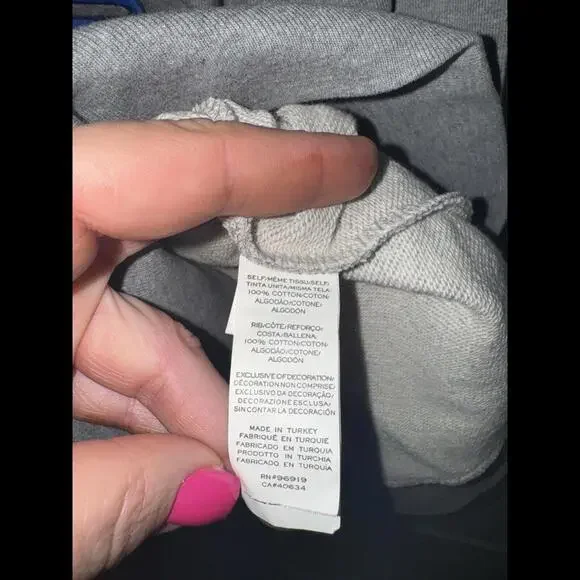 SELF/MÊME TISSU/SELF/
TINTA UNITA/MISMA TELA:
100% COTTON/COTON/
ALGODÃO/COTONE/
ALGODÓN
RIB/CÔTE/REFORÇO/
COSTA/BALLENA:
100% COTTON/COTON/
ALGODÃO/COTONE/
ALGODÓN
EXCLUSIVE OF DECORATION/
DÉCORATION NON COMPRISE/
EXCLUSIVO DA DECORAÇÃO/
DECORAZIONE ESCLUSA/
SIN CONTAR LA DECORACIÓN
MADE IN TURKEY
FABRIQUÉ EN TURQUIE
FABRICADO EM TURQUIA
PRODOTTO IN TURCHIA
FABRICADO EN TURQUÍA
RN#96919
CA#40634